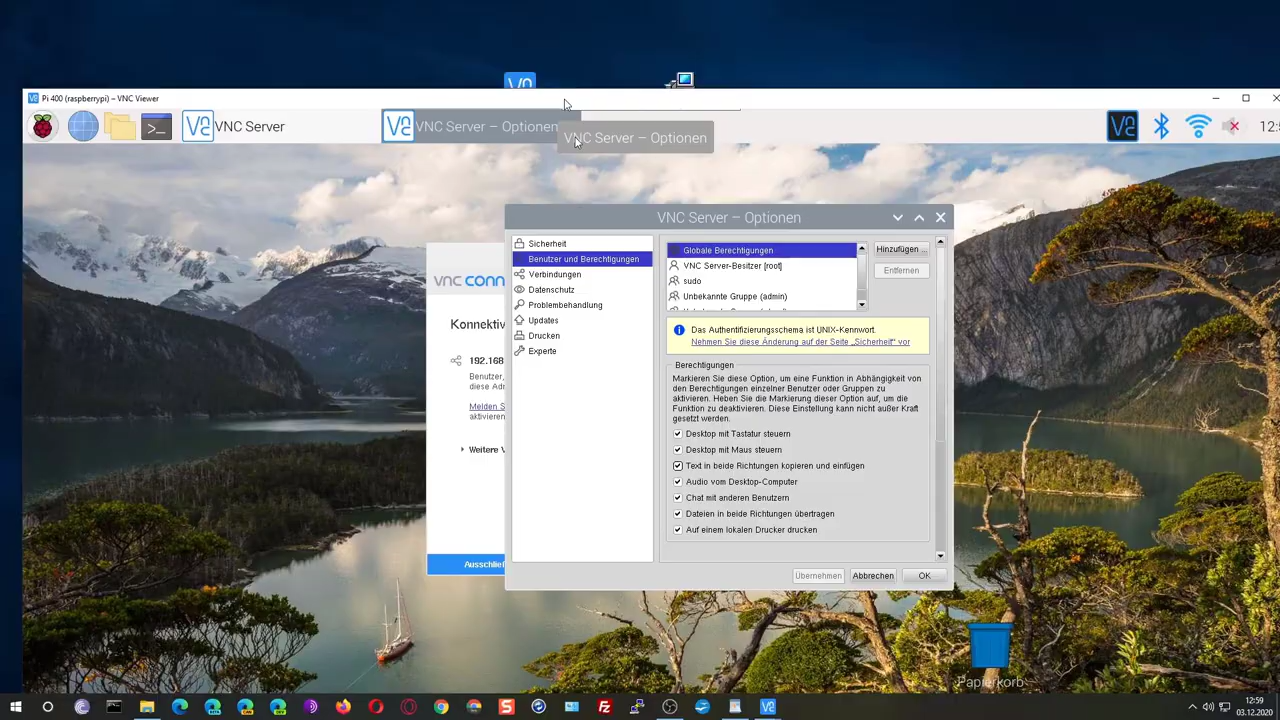 Pi 400 (raspberrypi) – VNC Viewer
VNC Server
VNC Server – Optionen
VNC Server – Optionen
12:5
VNC Server – Optionen
Sicherheit
Benutzer und Berechtigungen
Verbindungen
Datenschutz
Problembehandlung
Updates
Drucken
Experte
Globale Berechtigungen
VNC Server-Besitzer [root]
sudo
Unbekannte Gruppe (admin)
Hinzufügen ...
Entfernen
Das Authentifizierungsschema ist UNIX-Kennwort.
Nehmen Sie diese Änderung auf der Seite „Sicherheit" vor
Berechtigungen
Markieren Sie diese Option, um eine Funktion in Abhängigkeit von
den Berechtigungen einzelner Benutzer oder Gruppen zu
aktivieren. Heben Sie die Markierung dieser Option auf, um die
Funktion zu deaktivieren. Diese Einstellung kann nicht außer Kraft
gesetzt werden.
Desktop mit Tastatur steuern
Desktop mit Maus steuern
Text in beide Richtungen kopieren und einfügen
Audio vom Desktop-Computer
Chat mit anderen Benutzern
Dateien in beide Richtungen übertragen
Auf einem lokalen Drucker drucken
Übernehmen
Abbrechen
OK
vnc conn
Konnektiv
192.168
Benutzer,
diese Adr
Melden S
aktivieren
Weitere V
Ausschlie
Papierkorb
12:59
03.12.2020